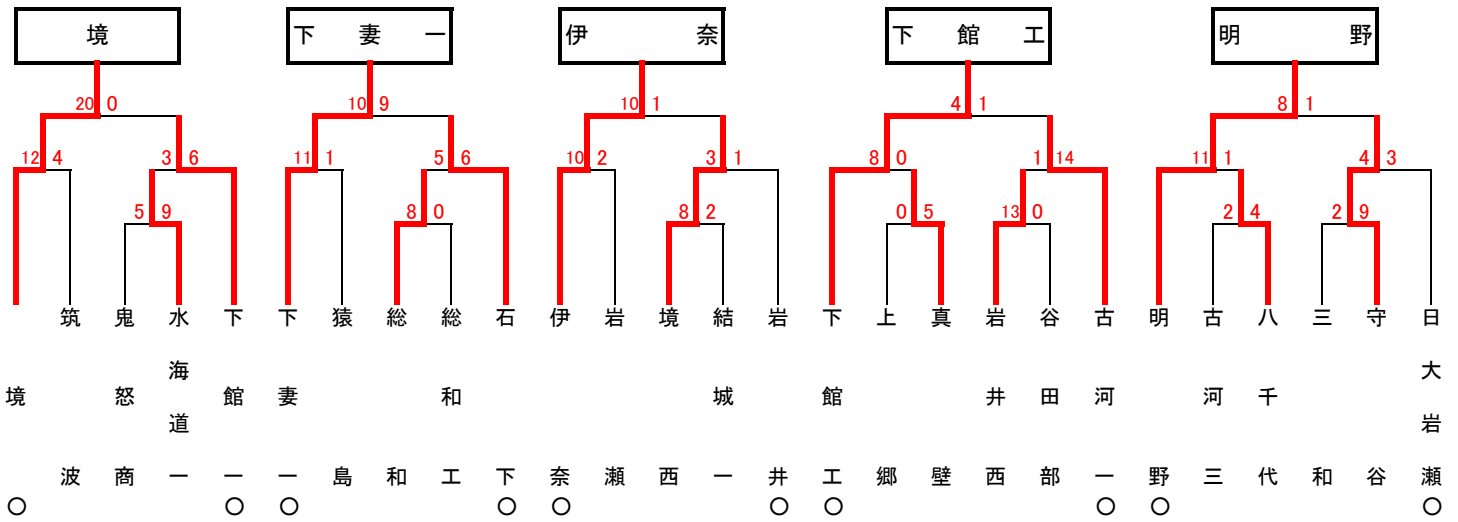 境 下妻一 伊奈 下館工 明野
20 0 10 9 10 1 4 1 8 1
12 4 3 6 11 1 5 6 10 2 3 1 8 0 1 14 11 1 4 3
5 9 8 0 8 2 0 5 13 0 2 4 2 9
境
筑波
鬼怒商
水海道一
下館一
下妻一
猿島
総和
総和工
石下
伊奈
岩瀬
境西
結城一
岩井
下館工
上郷
真壁
岩井西
谷田部
古河一
明野
古河三
八千代
三和
守谷
日大岩瀬
○ ○ ○ ○ ○ ○ ○ ○ ○ ○